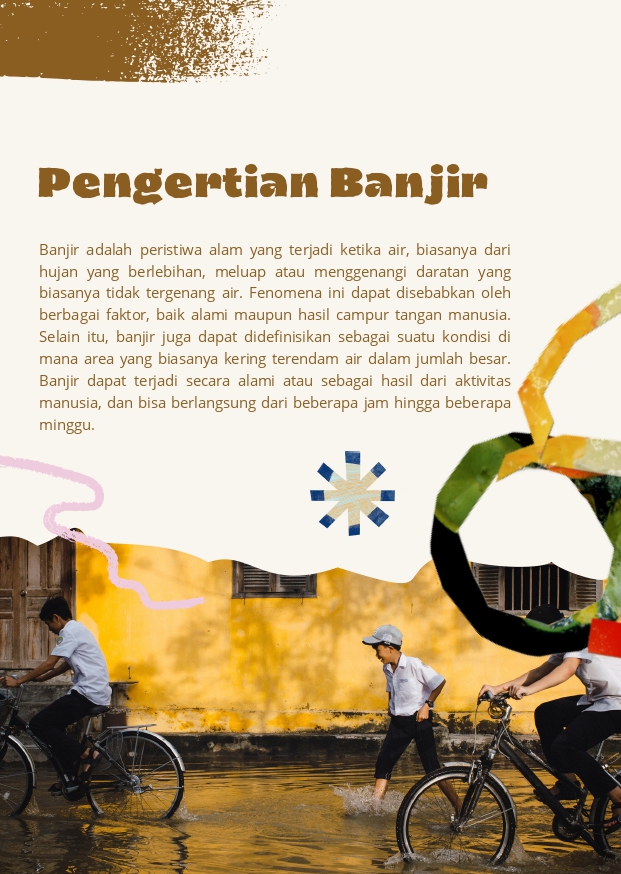 Pengertian Banjir
Banjir adalah peristiwa alam yang terjadi ketika air, biasanya dari
hujan yang berlebihan, meluap atau menggenangi daratan yang
biasanya tidak tergenang air. Fenomena ini dapat disebabkan oleh
berbagai faktor, baik alami maupun hasil campur tangan manusia.
Selain itu, banjir juga dapat didefinisikan sebagai suatu kondisi di
mana area yang biasanya kering terendam air dalam jumlah besar.
Banjir dapat terjadi secara alami atau sebagai hasil dari aktivitas
manusia, dan bisa berlangsung dari beberapa jam hingga beberapa
minggu.